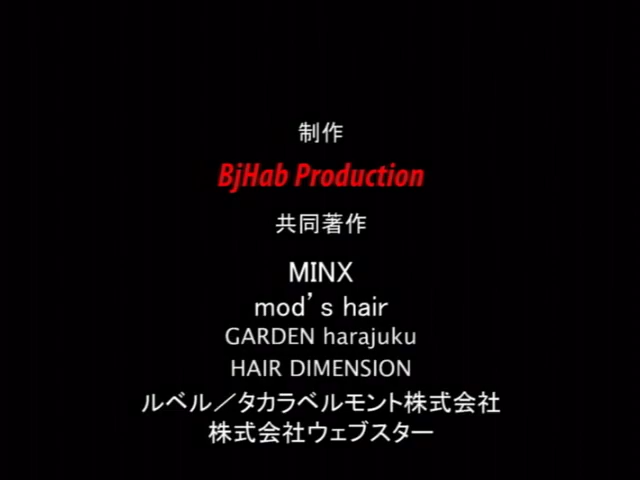 制作
BjHab Production
共同著作
MINX
mod's hair
GARDEN harajuku
HAIR DIMENSION
ルベル／タカラベルモント株式会社
株式会社ウェブスター